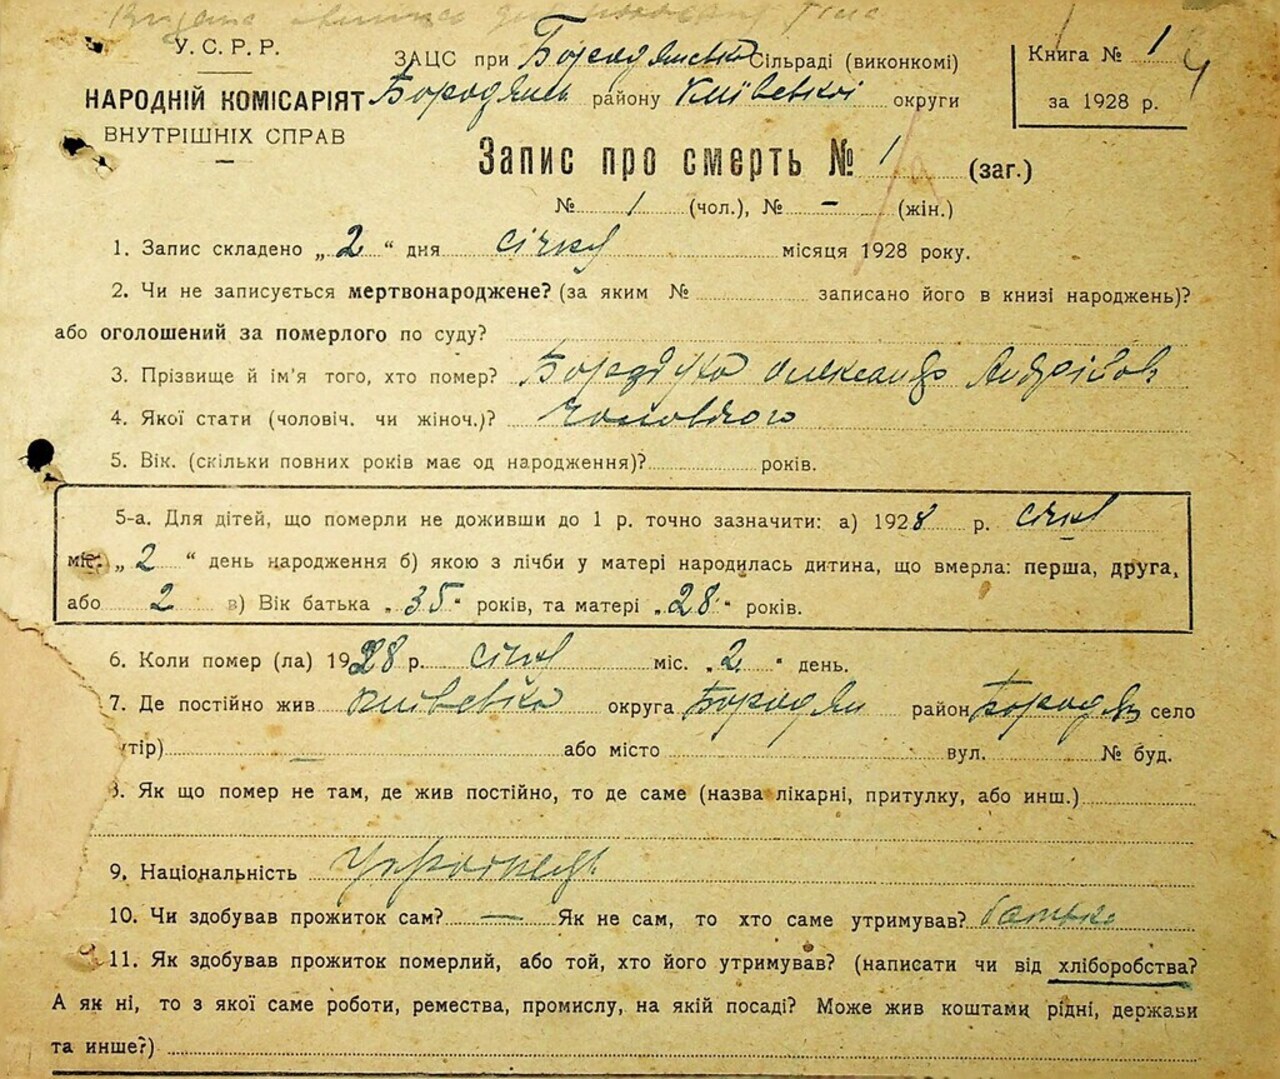 У. С. Р. Р.
НАРОДНІЙ КОМІСАРІЯТ
ВНУТРІШНІХ СПРАВ
ЗАЦС при Бородянській Сільраді (виконкомі)
Бородянськ району Київської округи
Книга № 1
за 1928 р.
Запис про смерть № 1 (заг.)
№ 1 (чол.), № – (жін.)
1. Запис складено „ 2 “ дня січня місяця 1928 року.
2. Чи не записується мертвонароджене? (за яким № записано його в книзі народжень)?
або оголошений за померлого по суду?
3. Прізвище й ім'я того, хто помер? Олександр Андрійов
4. Якої статі (чоловіч. чи жіноч.)? чоловічого
5. Вік. (скільки повних років має од народження)? років.
5-а. Для дітей, що померли не доживши до 1 р. точно зазначити: а) 1928 р. січня
міс. „ 2 “ день народження б) якою з лічби у матері народилась дитина, що вмерла: перша, друга,
або 2 в) Вік батька „ 35 “ років, та матері „ 28 “ років.
6. Коли помер (ла) 1928 р. січня міс. „ 2 “ день.
7. Де постійно жив Київська округа Бородян район Бородян село
тір) — або місто вул. № буд.
8. Як що помер не там, де жив постійно, то де саме (назва лікарні, притулку, або инш.)
9. Національність Українець
10. Чи здобував прожиток сам? — Як не сам, то хто саме утримував? батько
11. Як здобував прожиток померлий, або той, хто його утримував? (написати чи від хліборобства?
А як ні, то з якої саме роботи, ремества, промислу, на якій посаді? Може жив коштами рідні, держави
та инше?)